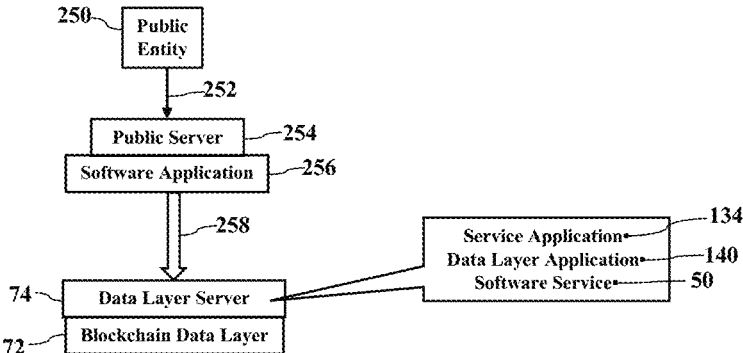 250
Public
Entity
252
Public Server
254
Software Application
256
258
Service Application
134
Data Layer Application
140
Software Service
50
74
Data Layer Server
72
Blockchain Data Layer